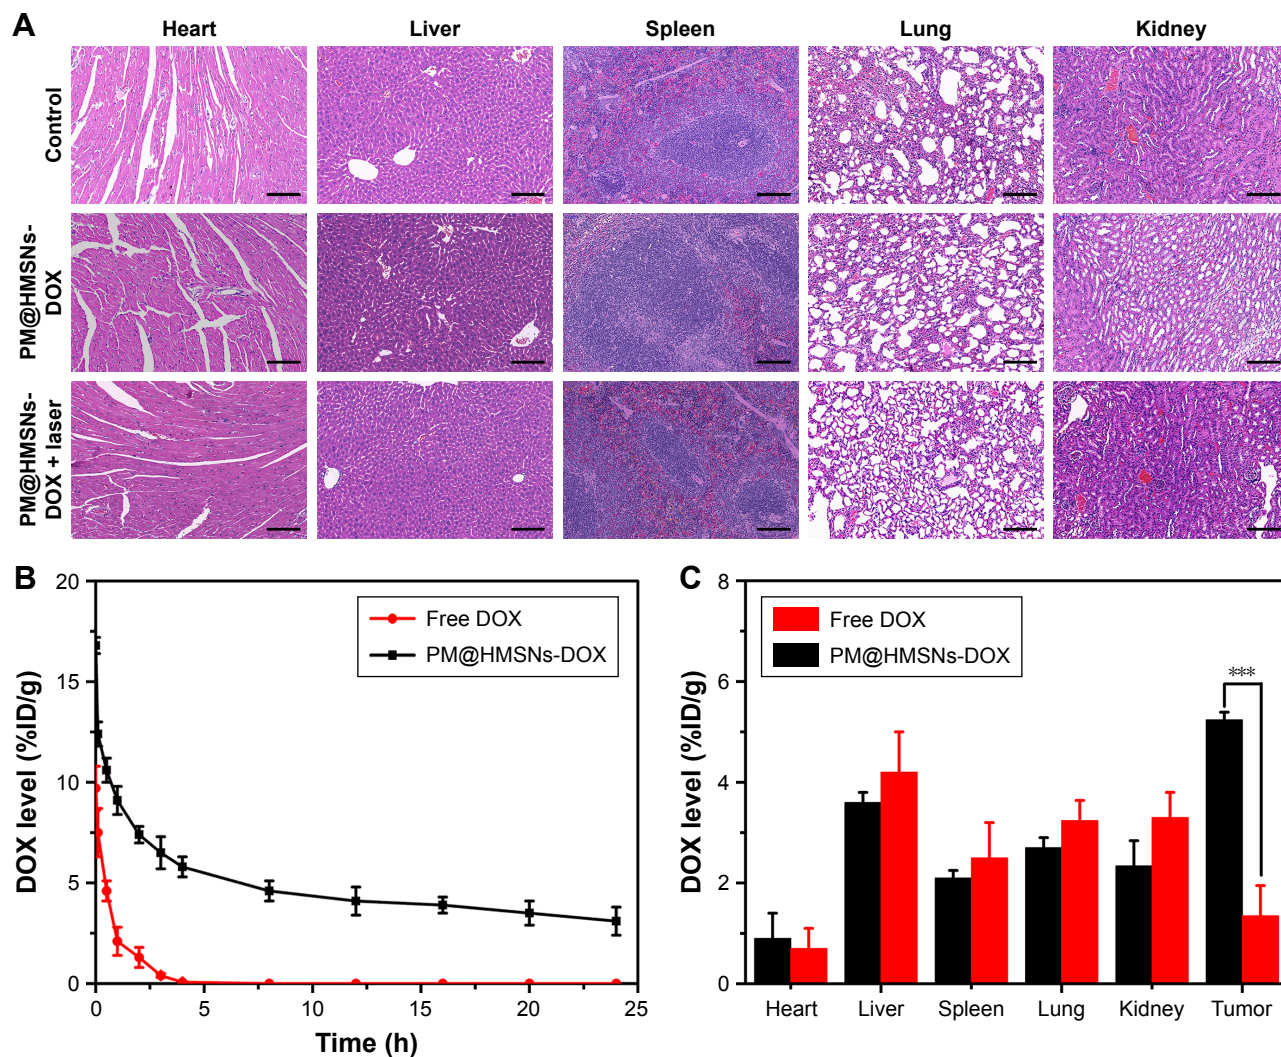 A
Heart Liver Spleen Lung Kidney
Control
PM@HMSNs-
DOX
PM@HMSNs-
DOX + laser
B
20
15
10
5
0
DOX level (%ID/g)
Free DOX
PM@HMSNs-DOX
0 5 10 15 20 25
Time (h)
C
8
6
4
2
0
DOX level (%ID/g)
Free DOX
PM@HMSNs-DOX
***
Heart Liver Spleen Lung Kidney Tumor